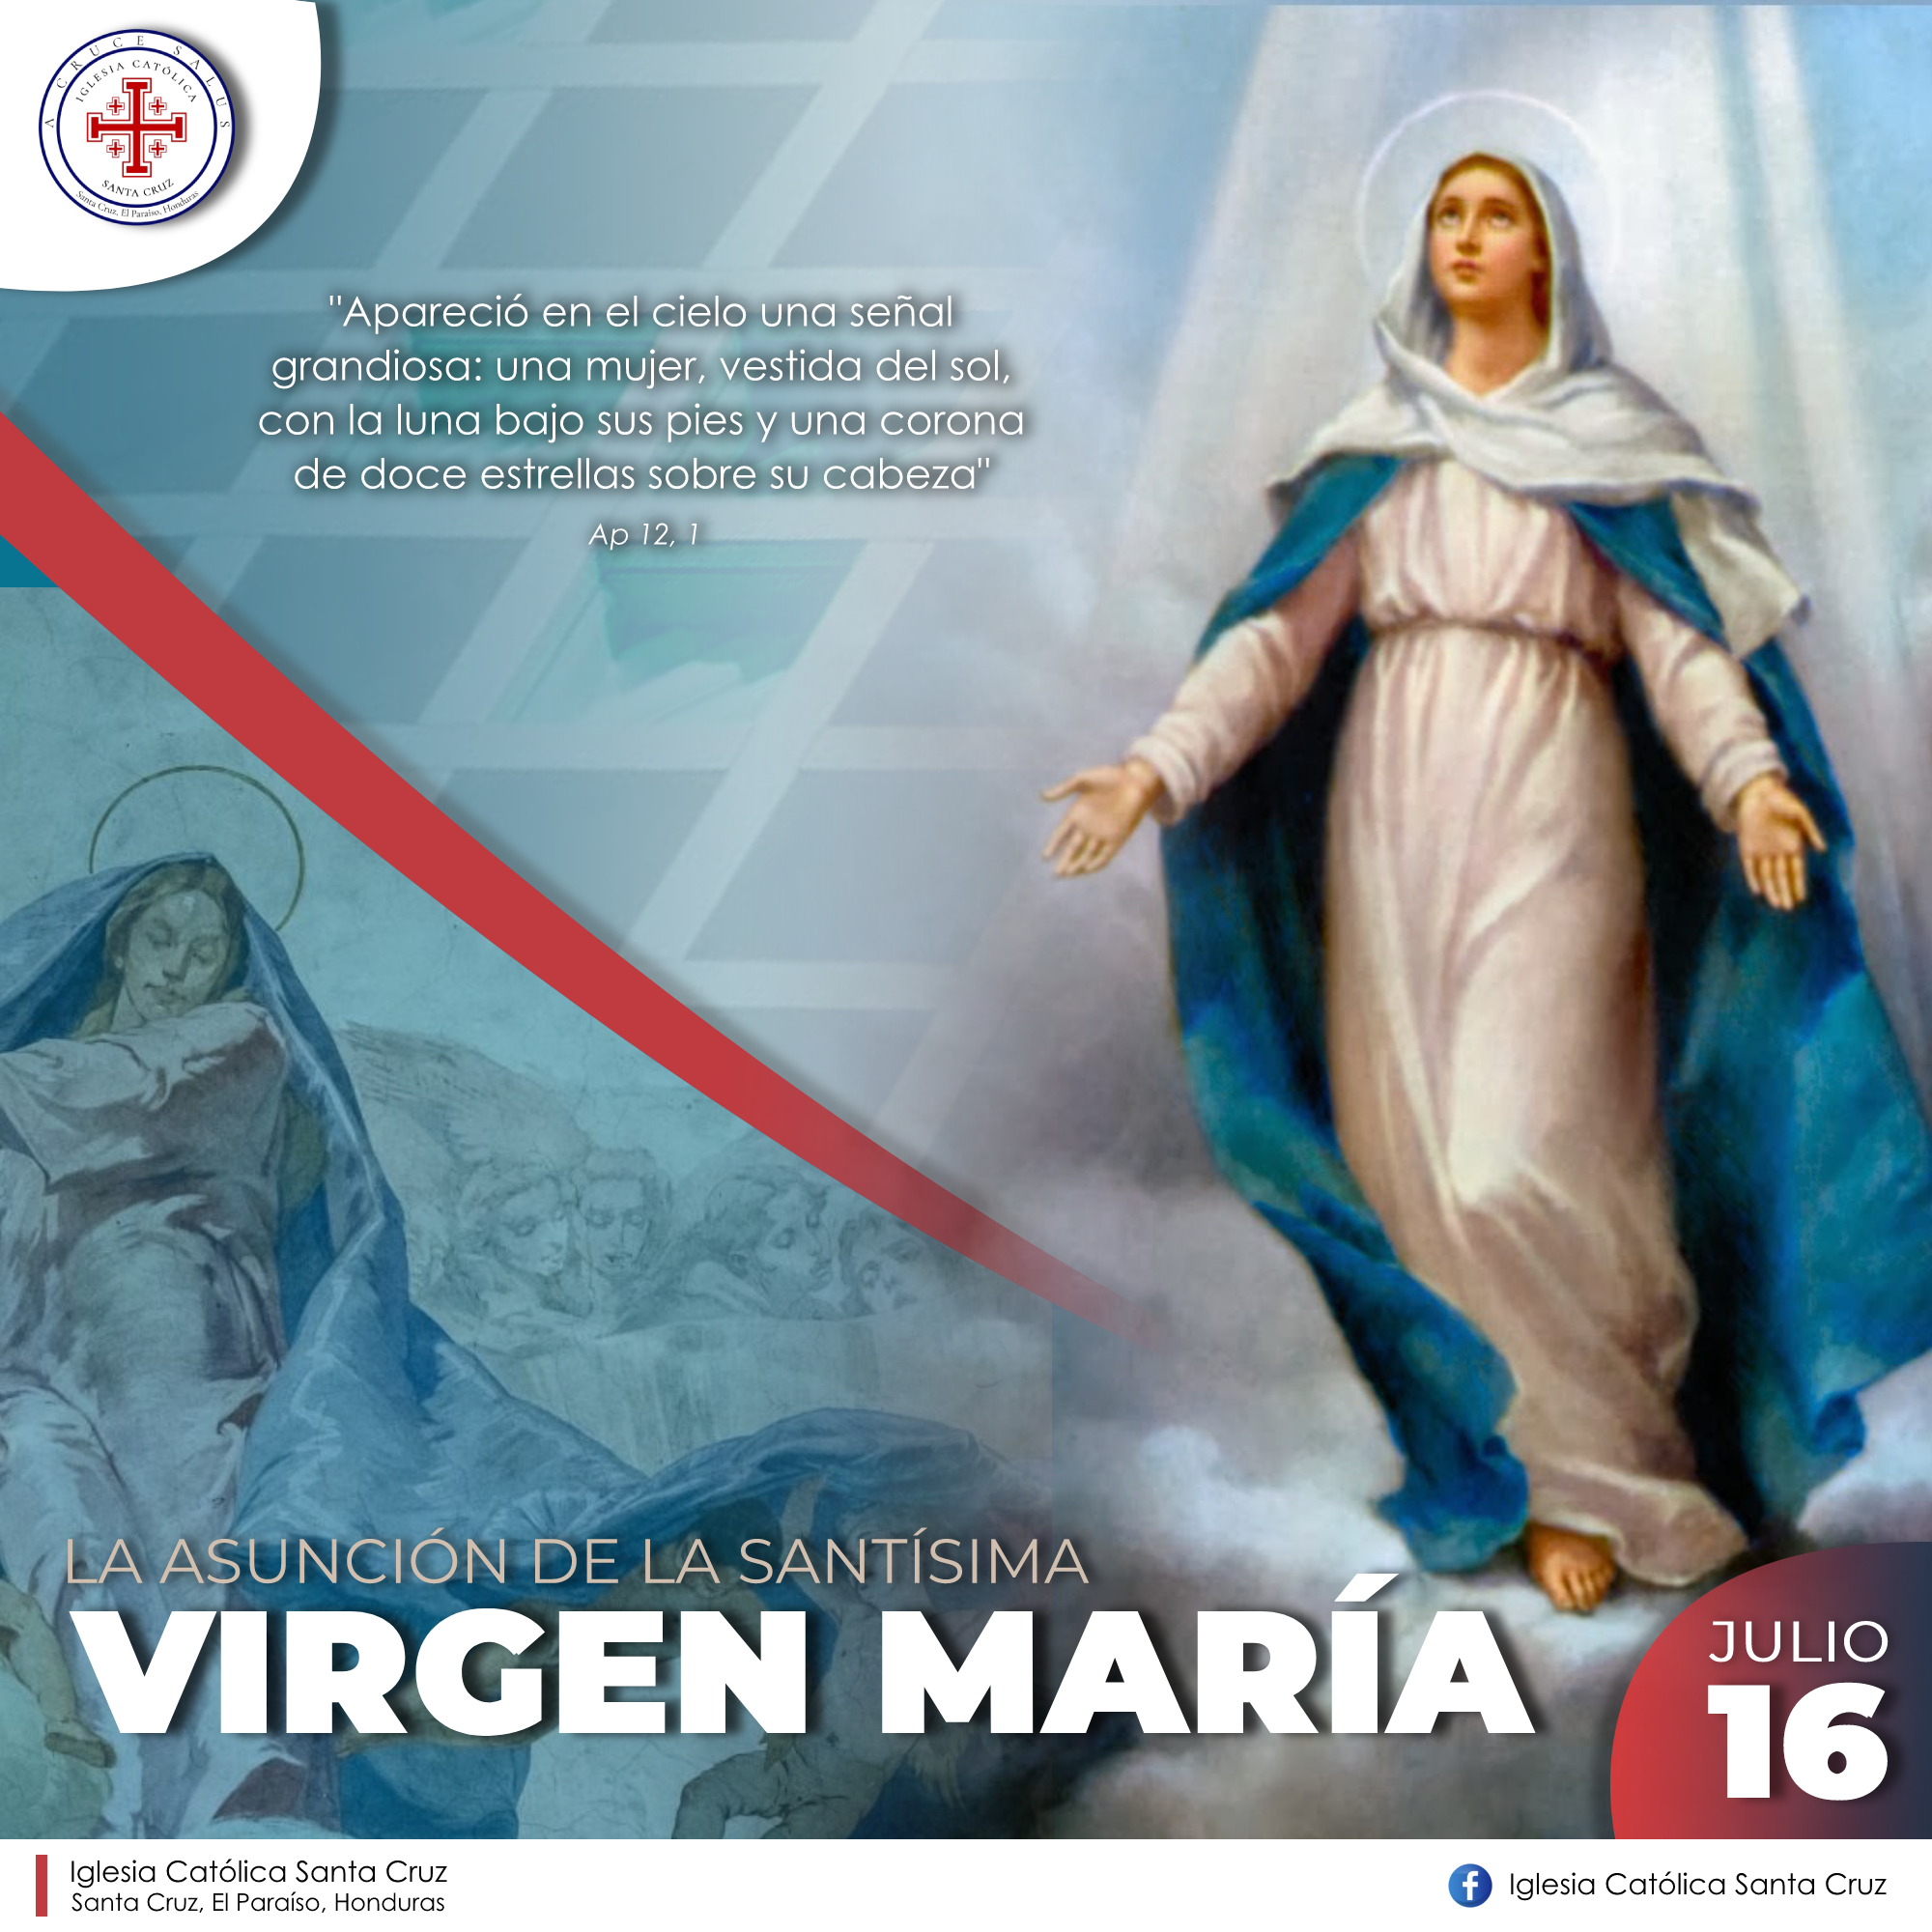 A CRUCE SALUS
IGLESIA CATÓLICA
SANTA CRUZ
Santa Cruz, El Paraíso, Honduras
"Apareció en el cielo una señal
grandiosa: una mujer, vestida del sol,
con la luna bajo sus pies y una corona
de doce estrellas sobre su cabeza"
Ap 12, 1
LA ASUNCIÓN DE LA SANTÍSIMA
VIRGEN MARÍA
JULIO
16
Iglesia Católica Santa Cruz
Santa Cruz, El Paraíso, Honduras
Iglesia Católica Santa Cruz